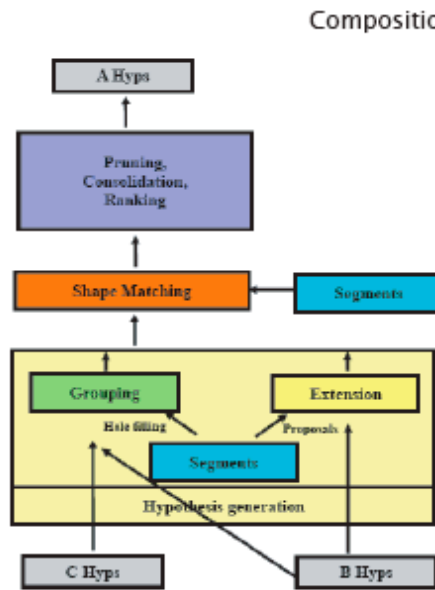 Compositio
A Hyps
Pruning,
Consolidation,
Ranking
Shape Matching
Segments
Grouping
Extension
Hole filling
Proposals
Segments
Hypothesis generation
C Hyps
B Hyps